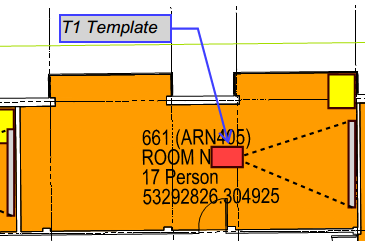 T1 Template
661 (ARN405)
ROOM N
17 Person
53292826,304925